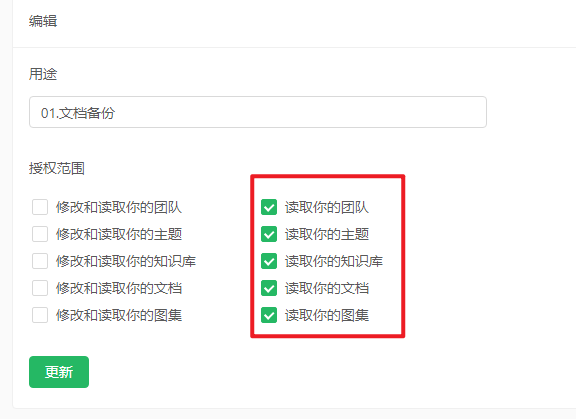 编辑
用途
01.文档备份
授权范围
修改和读取你的团队 读取你的团队
修改和读取你的主题 读取你的主题
修改和读取你的知识库 读取你的知识库
修改和读取你的文档 读取你的文档
修改和读取你的图集 读取你的图集
更新